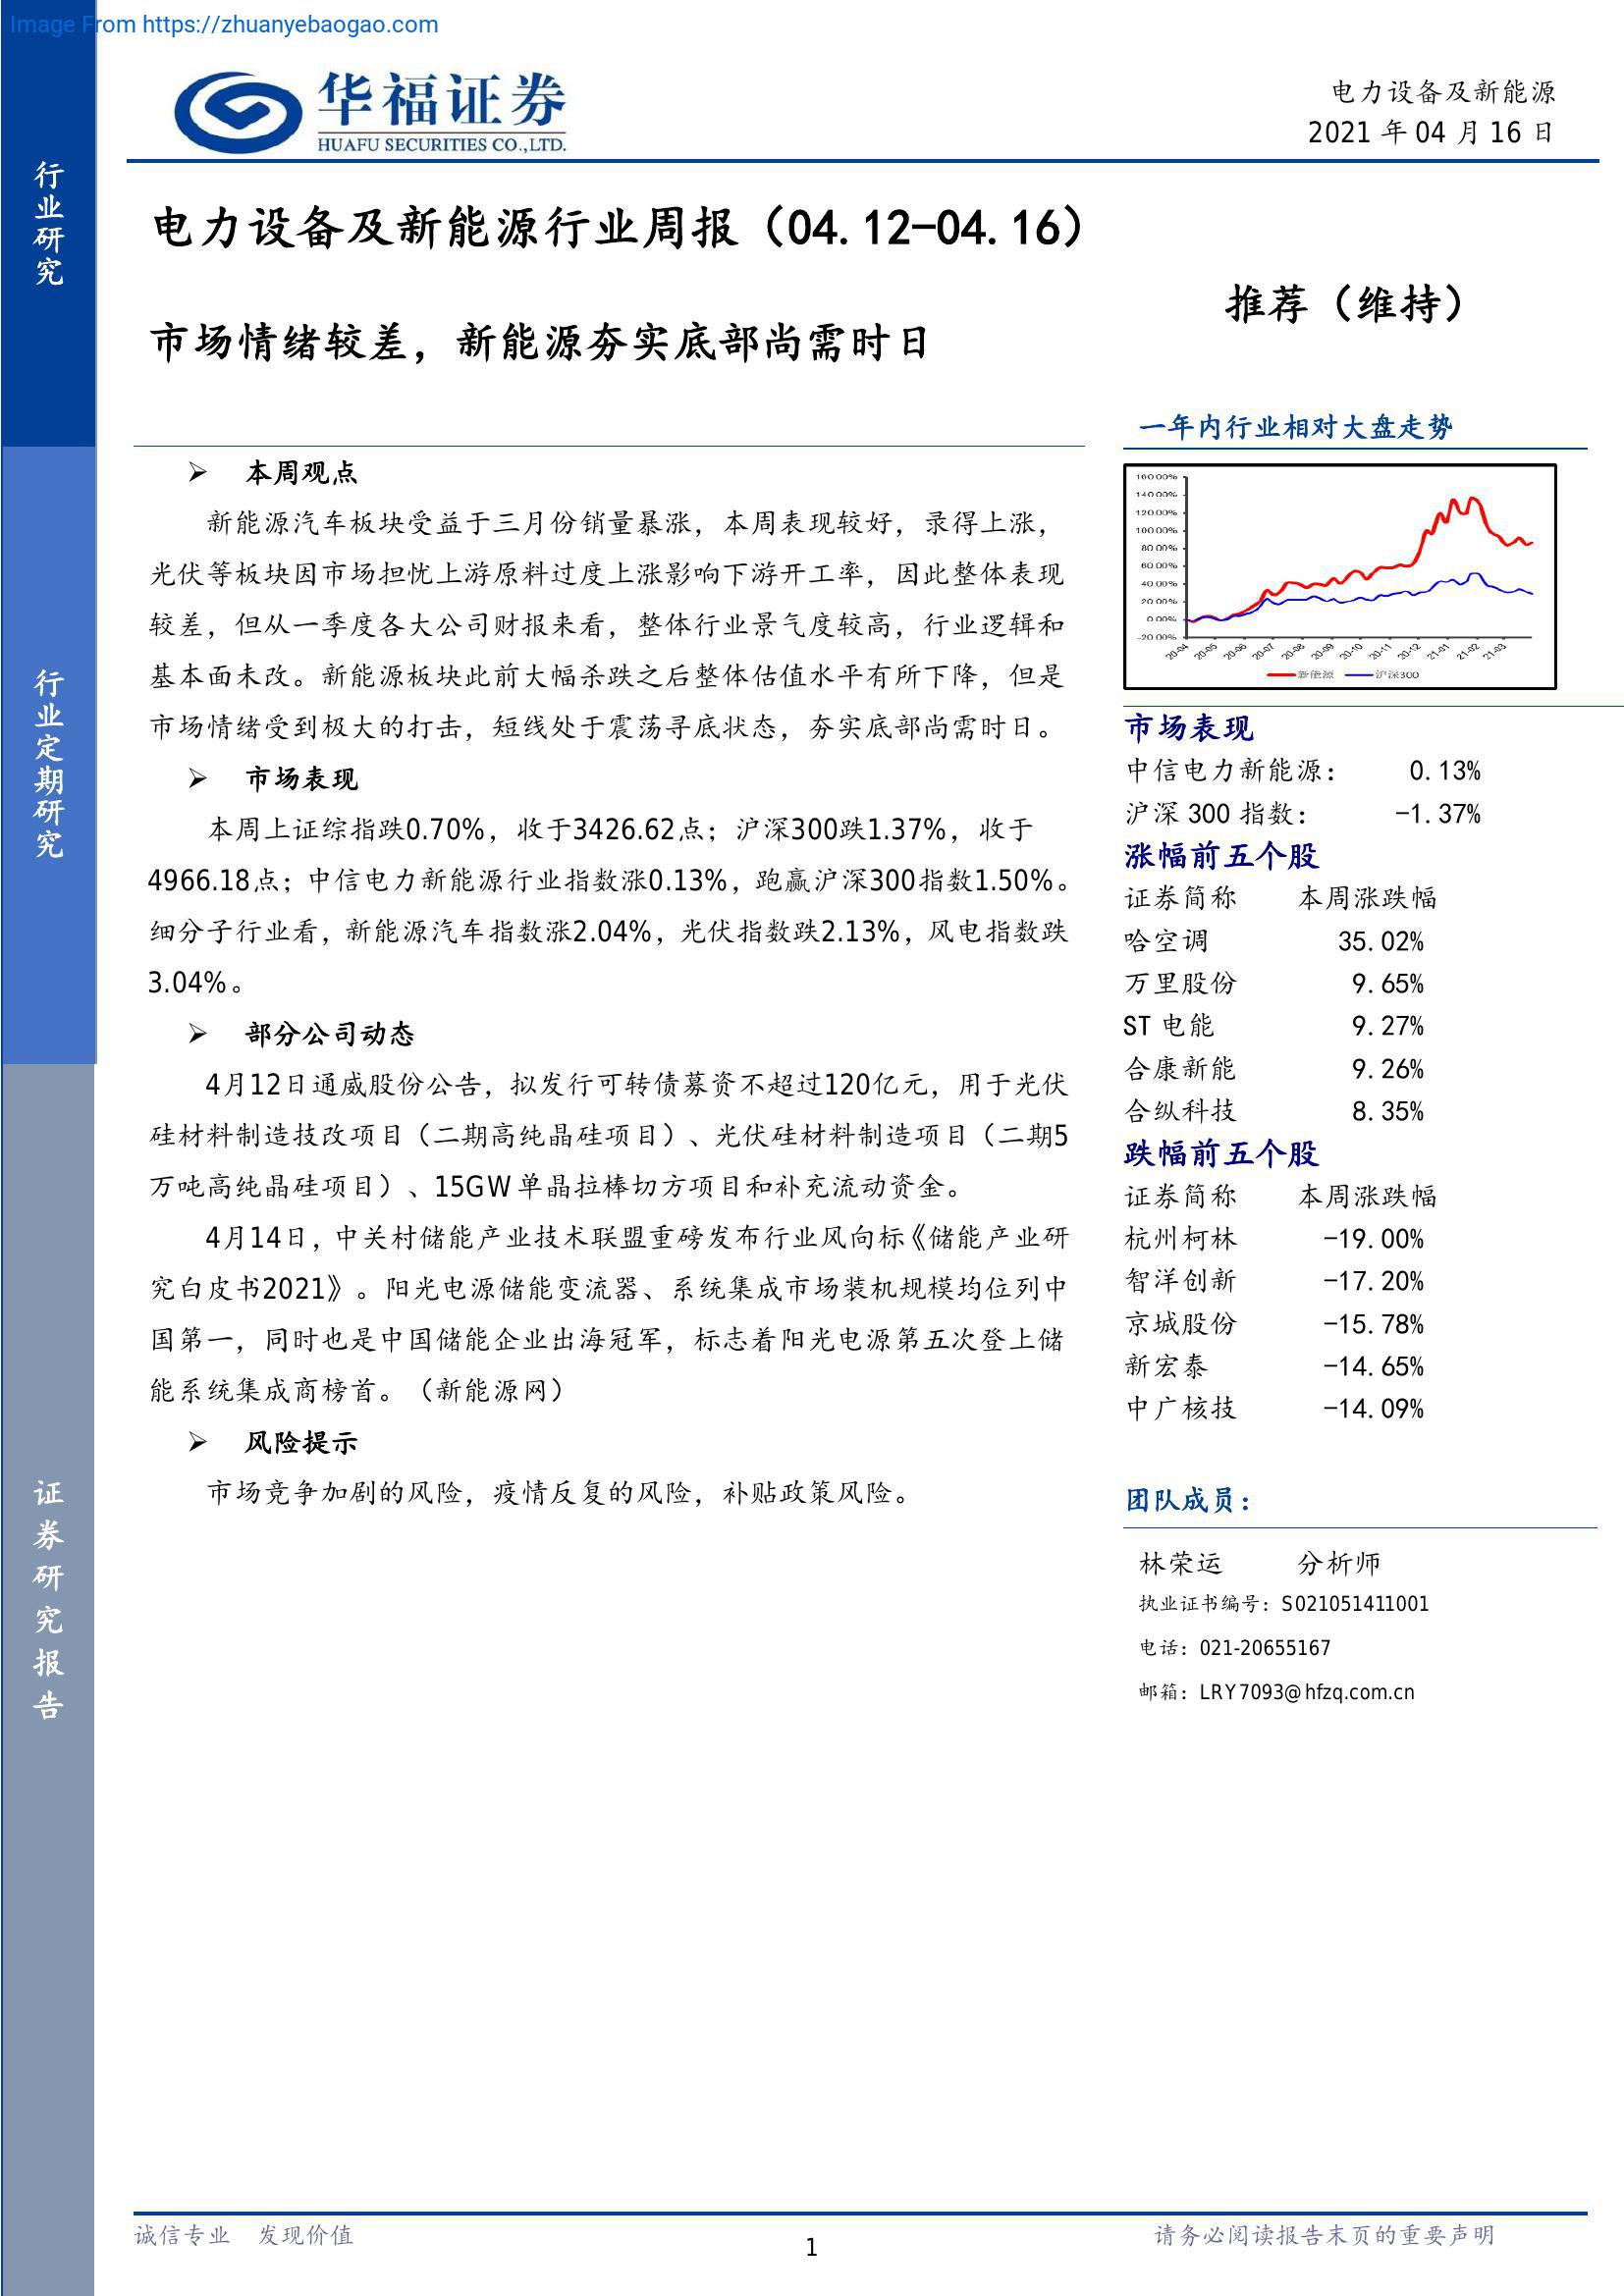 Image From https://zhuanyebaogao.com
华福证券
HUAFU SECURITIES CO.,LTD.
电力设备及新能源
2021 年 04 月 16 日
行业研究
行业定期研究
证券研究报告
电力设备及新能源行业周报（04.12-04.16）
市场情绪较差，新能源夯实底部尚需时日
推荐（维持）
➢ 本周观点
新能源汽车板块受益于三月份销量暴涨，本周表现较好，录得上涨，
光伏等板块因市场担忧上游原料过度上涨影响下游开工率，因此整体表现
较差，但从一季度各大公司财报来看，整体行业景气度较高，行业逻辑和
基本面未改。新能源板块此前大幅杀跌之后整体估值水平有所下降，但是
市场情绪受到极大的打击，短线处于震荡寻底状态，夯实底部尚需时日。
➢ 市场表现
本周上证综指跌0.70%，收于3426.62点；沪深300跌1.37%，收于
4966.18点；中信电力新能源行业指数涨0.13%，跑赢沪深300指数1.50%。
细分子行业看，新能源汽车指数涨2.04%，光伏指数跌2.13%，风电指数跌
3.04%。
➢ 部分公司动态
4月12日通威股份公告，拟发行可转债募资不超过120亿元，用于光伏
硅材料制造技改项目（二期高纯晶硅项目）、光伏硅材料制造项目（二期5
万吨高纯晶硅项目）、15GW单晶拉棒切方项目和补充流动资金。
4月14日，中关村储能产业技术联盟重磅发布行业风向标《储能产业研
究白皮书2021》。阳光电源储能变流器、系统集成市场装机规模均位列中
国第一，同时也是中国储能企业出海冠军，标志着阳光电源第五次登上储
能系统集成商榜首。（新能源网）
➢ 风险提示
市场竞争加剧的风险，疫情反复的风险，补贴政策风险。
一年内行业相对大盘走势
160.00%
140.00%
120.00%
100.00%
80.00%
60.00%
40.00%
20.00%
0.00%
-20.00%
20-04 20-05 20-06 20-07 20-08 20-09 20-10 20-11 20-12 21-01 21-02 21-03
新能源 沪深300
市场表现
中信电力新能源： 0.13%
沪深 300 指数： -1.37%
涨幅前五个股
证券简称 本周涨跌幅
哈空调 35.02%
万里股份 9.65%
ST 电能 9.27%
合康新能 9.26%
合纵科技 8.35%
跌幅前五个股
证券简称 本周涨跌幅
杭州柯林 -19.00%
智洋创新 -17.20%
京城股份 -15.78%
新宏泰 -14.65%
中广核技 -14.09%
团队成员：
林荣运 分析师
执业证书编号：S021051411001
电话：021-20655167
邮箱：LRY7093@hfzq.com.cn
诚信专业 发现价值
1
请务必阅读报告末页的重要声明